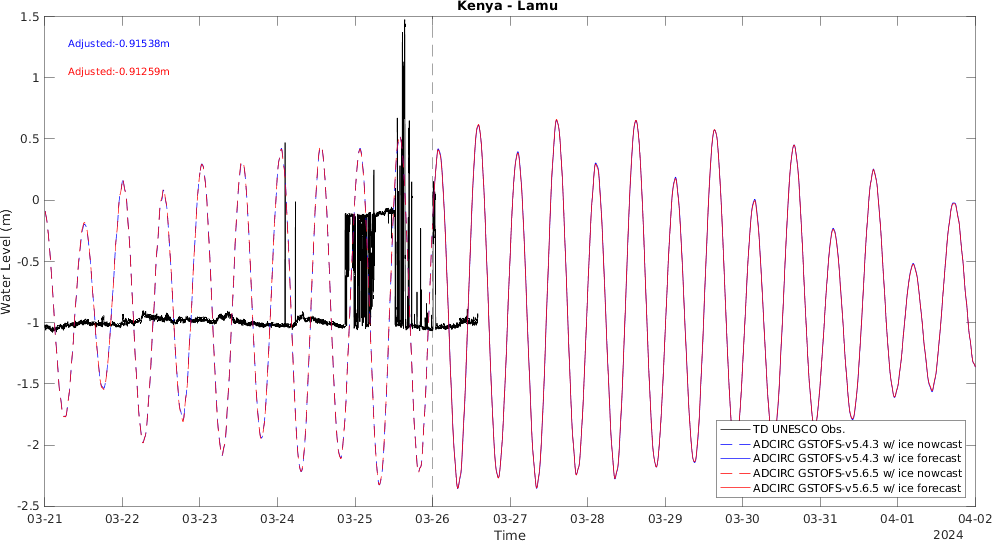 Kenya - Lamu
Adjusted:-0.91538m
Adjusted:-0.91259m
Water Level (m)
1.5
1
0.5
0
-0.5
-1
-1.5
-2
-2.5
TD UNESCO Obs.
ADCIRC GSTOFS-v5.4.3 w/ ice nowcast
ADCIRC GSTOFS-v5.4.3 w/ ice forecast
ADCIRC GSTOFS-v5.6.5 w/ ice nowcast
ADCIRC GSTOFS-v5.6.5 w/ ice forecast
03-21 03-22 03-23 03-24 03-25 03-26 03-27 03-28 03-29 03-30 03-31 04-01 04-02
Time
2024